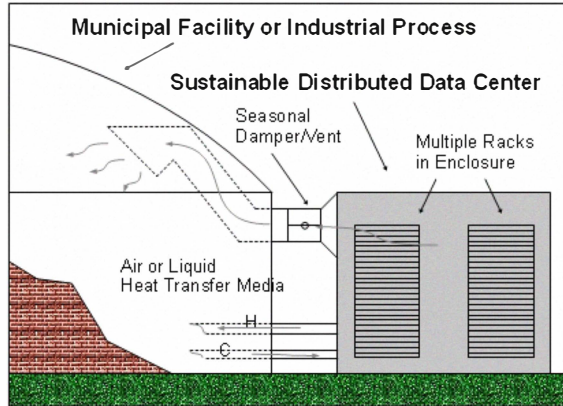 Municipal Facility or Industrial Process
Sustainable Distributed Data Center
Seasonal
Damper/Vent
Multiple Racks
in Enclosure
Air or Liquid
Heat Transfer Media
H
C